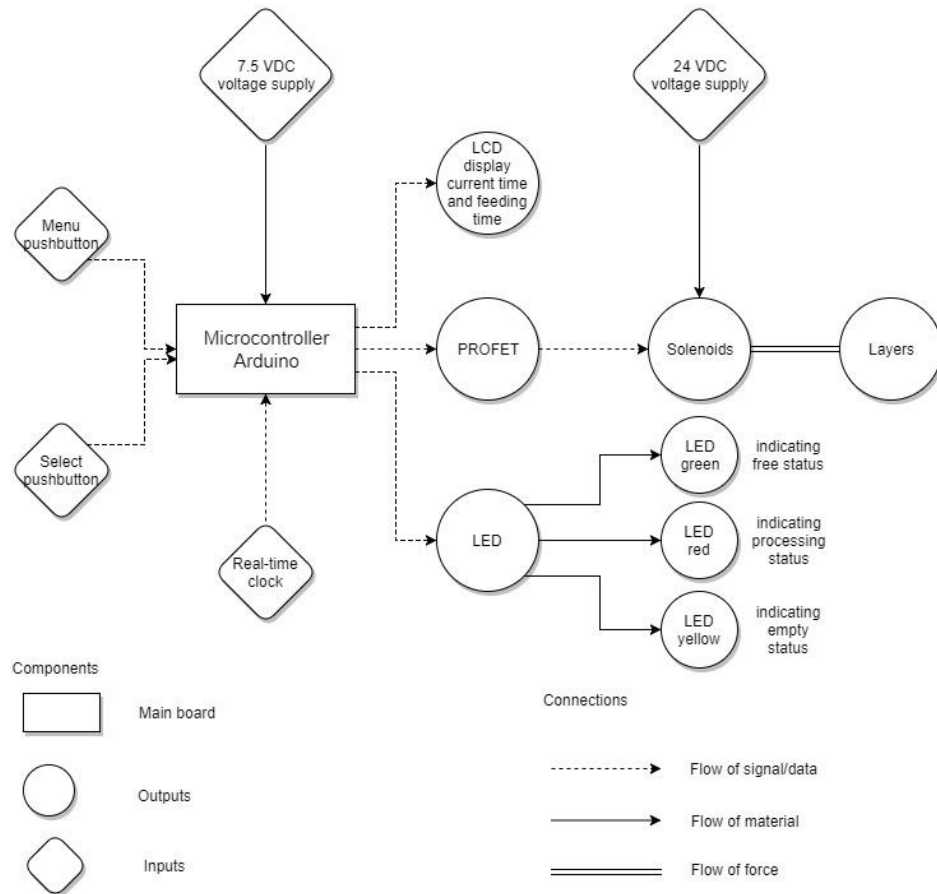 7.5 VDC
voltage supply
24 VDC
voltage supply
LCD
display
current time
and feeding
time
Menu
pushbutton
Microcontroller
Arduino
PROFET
Solenoids
Layers
Select
pushbutton
LED
green
indicating
free status
Real-time
clock
LED
LED
red
indicating
processing
status
LED
yellow
indicating
empty
status
Components
Main board
Outputs
Inputs
Connections
Flow of signal/data
Flow of material
Flow of force